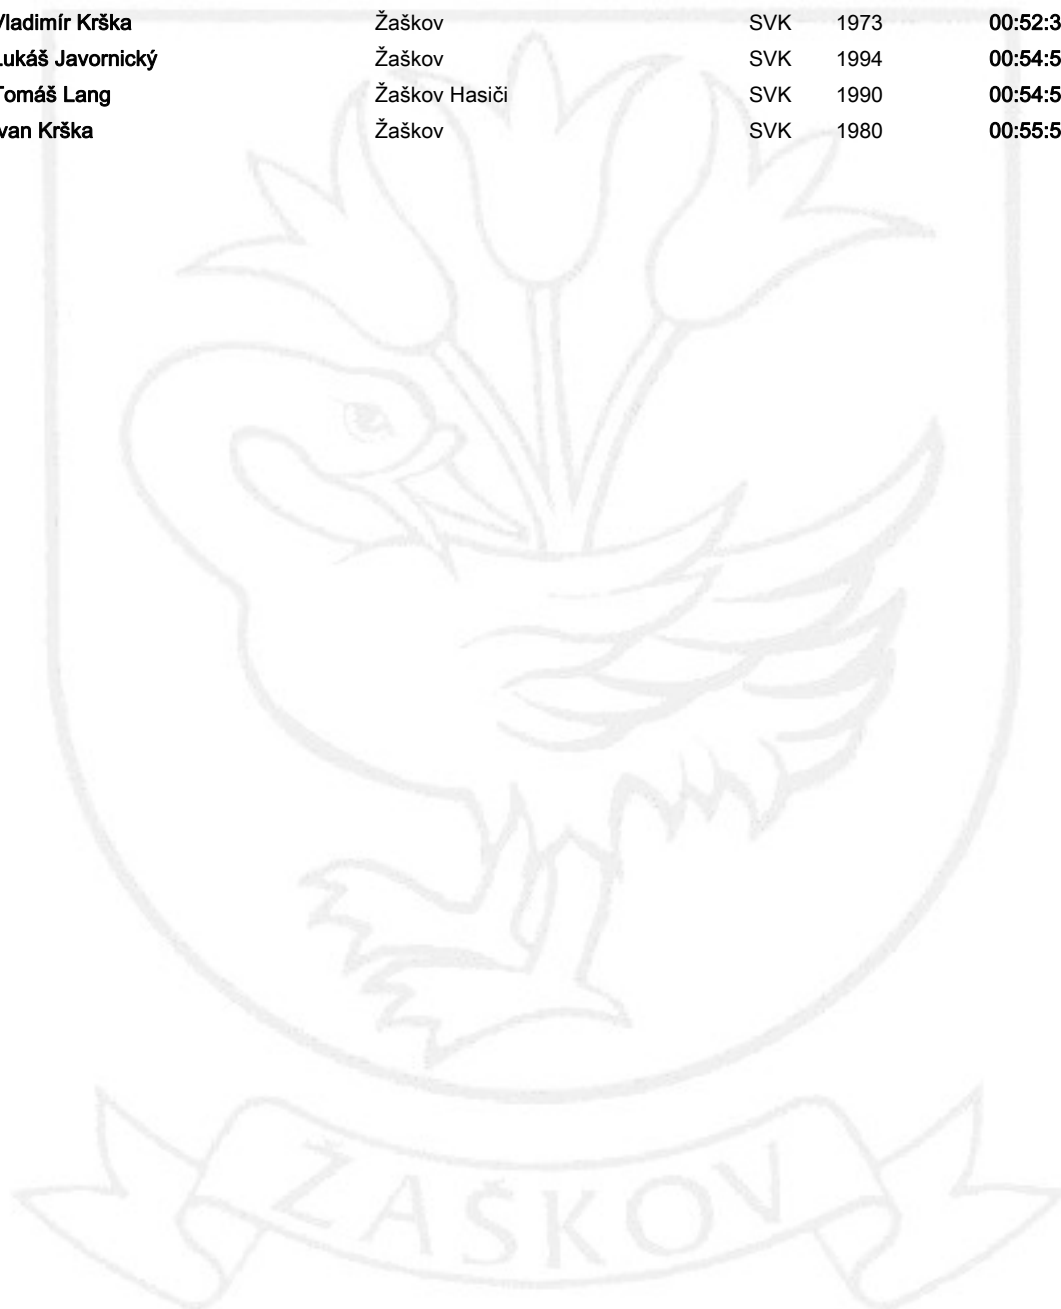 Vladimír Krška Žaškov SVK 1973 00:52:3
Lukáš Javornický Žaškov SVK 1994 00:54:5
Tomáš Lang Žaškov Hasiči SVK 1990 00:54:5
Ivan Krška Žaškov SVK 1980 00:55:5
ŽAŠKOV